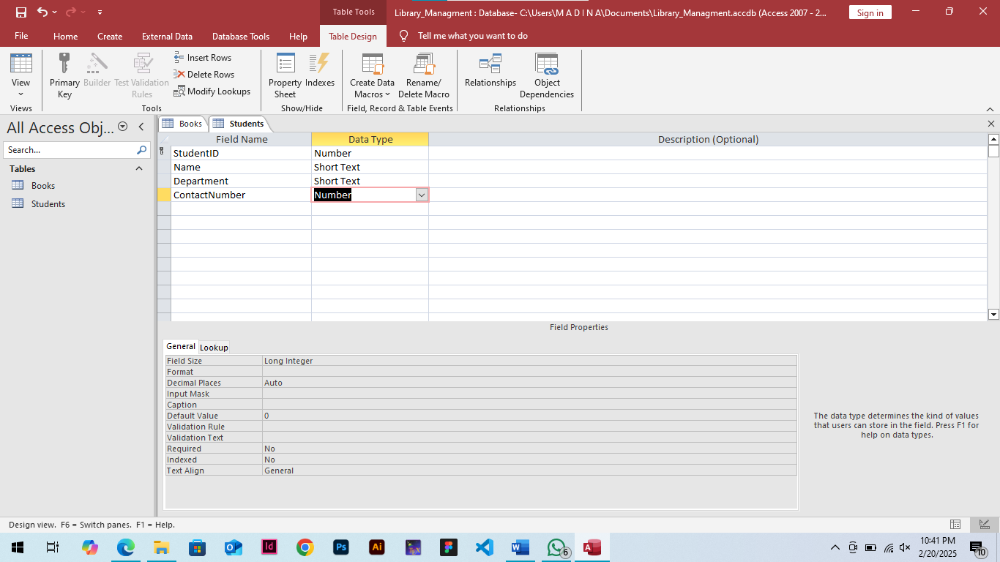 Table Tools
Library_Managment : Database- C:\Users\M A D I N A\Documents\Library_Managment.accdb (Access 2007 - 2...
Sign in
File Home Create External Data Database Tools Help Table Design Tell me what you want to do
View
Views
Primary Key
Builder
Test Validation Rules
Insert Rows
Delete Rows
Modify Lookups
Tools
Property Sheet
Indexes
Show/Hide
Create Data Macros
Rename/ Delete Macro
Field, Record & Table Events
Relationships
Object Dependencies
Relationships
All Access Obj...
Search...
Tables
Books
Students
Books Students
Field Name Data Type Description (Optional)
StudentID Number
Name Short Text
Department Short Text
ContactNumber Number
Field Properties
General Lookup
Field Size Long Integer
Format
Decimal Places Auto
Input Mask
Caption
Default Value 0
Validation Rule
Validation Text
Required No
Indexed No
Text Align General
The data type determines the kind of values
that users can store in the field. Press F1 for
help on data types.
Design view. F6 = Switch panes. F1 = Help.
Id
Ps
Ai
W
6
A
10:41 PM
2/20/2025
10